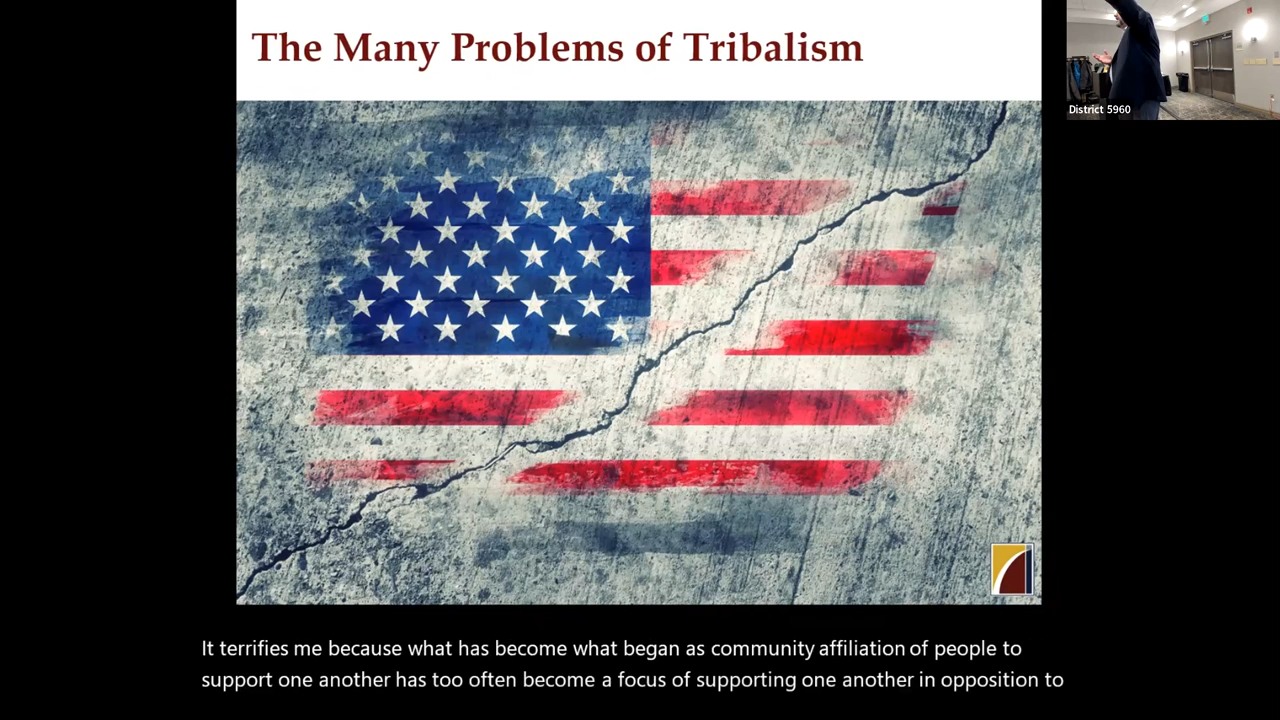 The Many Problems of Tribalism
District 5960
It terrifies me because what has become what began as community affiliation of people to
support one another has too often become a focus of supporting one another in opposition to